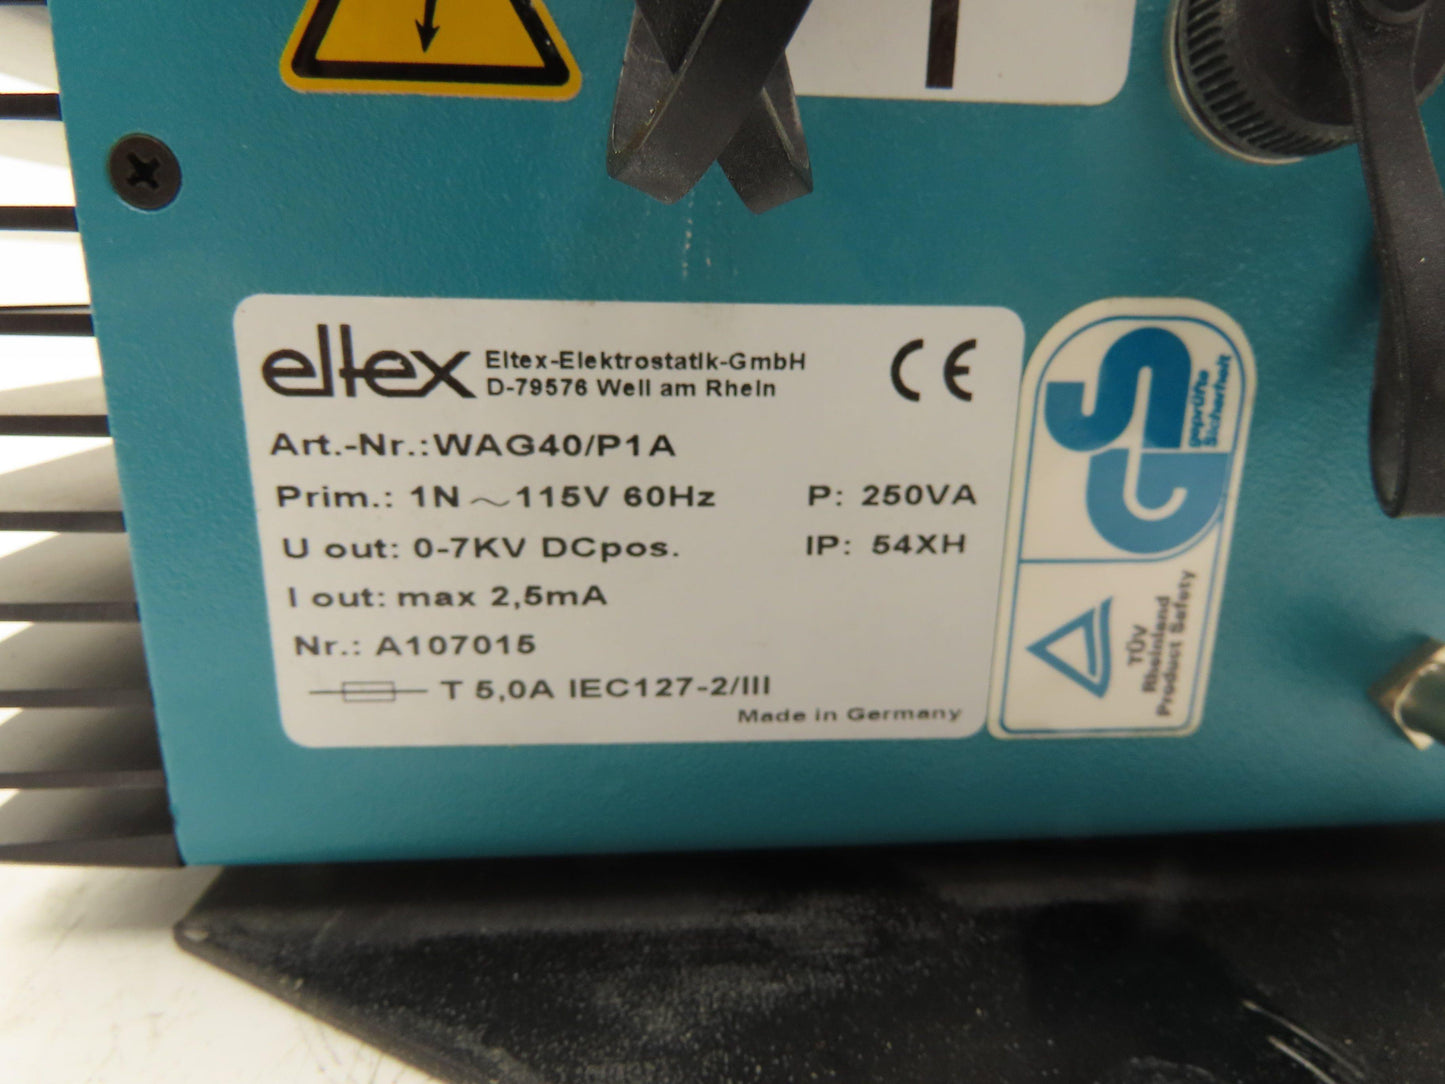 eltex Eltex-Elektrostatik-GmbH
D-79576 Weil am Rhein
CE
Art.-Nr.:WAG40/P1A
Prim.: 1N ~ 115V 60Hz P: 250VA
U out: 0-7KV DCpos. IP: 54XH
I out: max 2,5mA
Nr.: A107015
T 5,0A IEC127-2/III
Made in Germany
GS
geprüfte
Sicherheit
TÜV
Rheinland
Product Safety